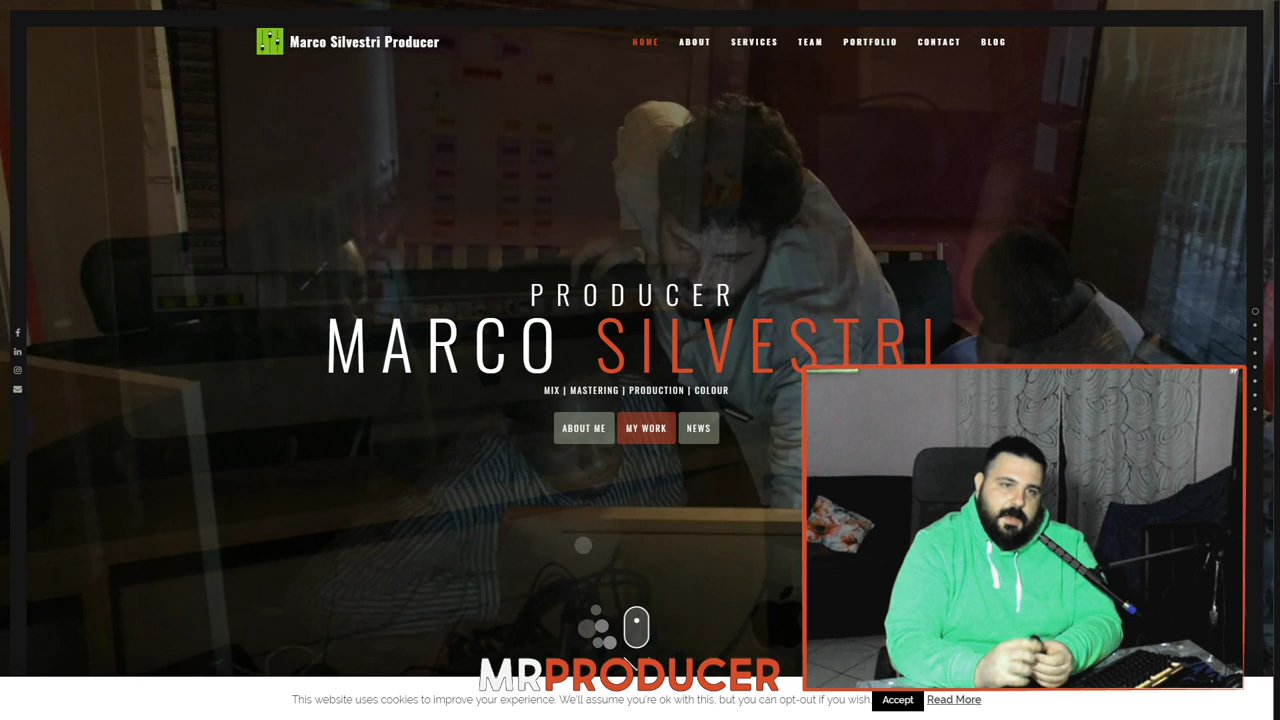 Marco Silvestri Producer
HOME ABOUT SERVICES TEAM PORTFOLIO CONTACT BLOG
PRODUCER
MARCO SILVESTRI
MIX | MASTERING | PRODUCTION | COLOUR
ABOUT ME MY WORK NEWS
MRPRODUCER
This website uses cookies to improve your experience. We'll assume you're ok with this, but you can opt-out if you wish. Accept Read More